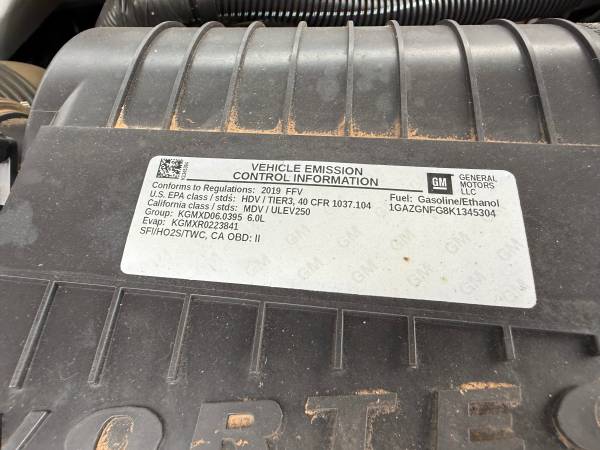 VEHICLE EMISSION
CONTROL INFORMATION
GM
GENERAL
MOTORS
LLC
Conforms to Regulations: 2019 FFV
Fuel: Gasoline/Ethanol
U.S. EPA class / stds: HDV / TIER3, 40 CFR 1037.104
1GAZGNFG8K1345304
California class / stds: MDV / ULEV250
Group: KGMXD06.0395 6.0L
Evap: KGMXR0223841
SFI/HO2S/TWC, CA OBD: II
VORTEC